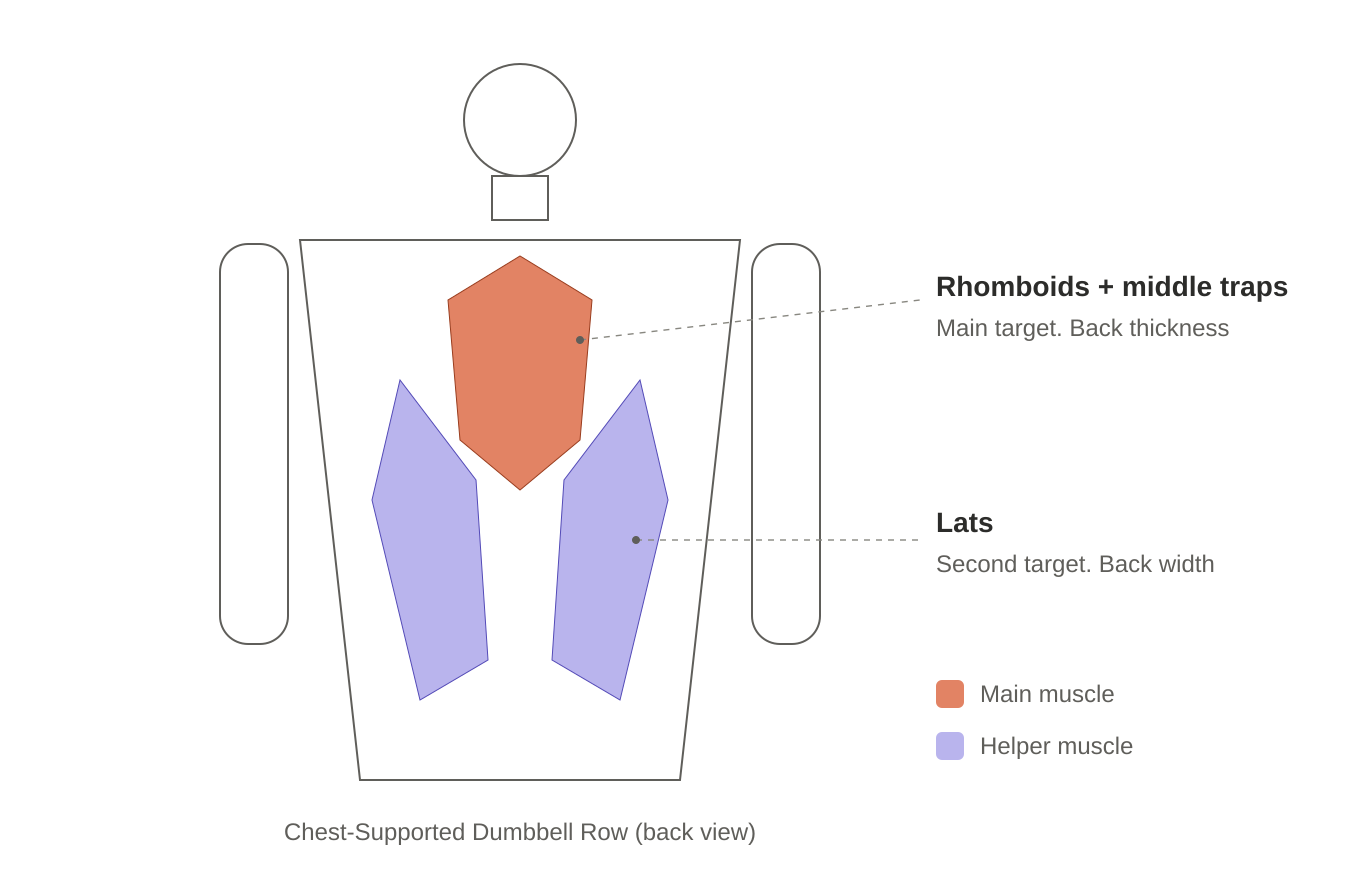 Rhomboids + middle traps
Main target. Back thickness
Lats
Second target. Back width
Main muscle
Helper muscle
Chest-Supported Dumbbell Row (back view)